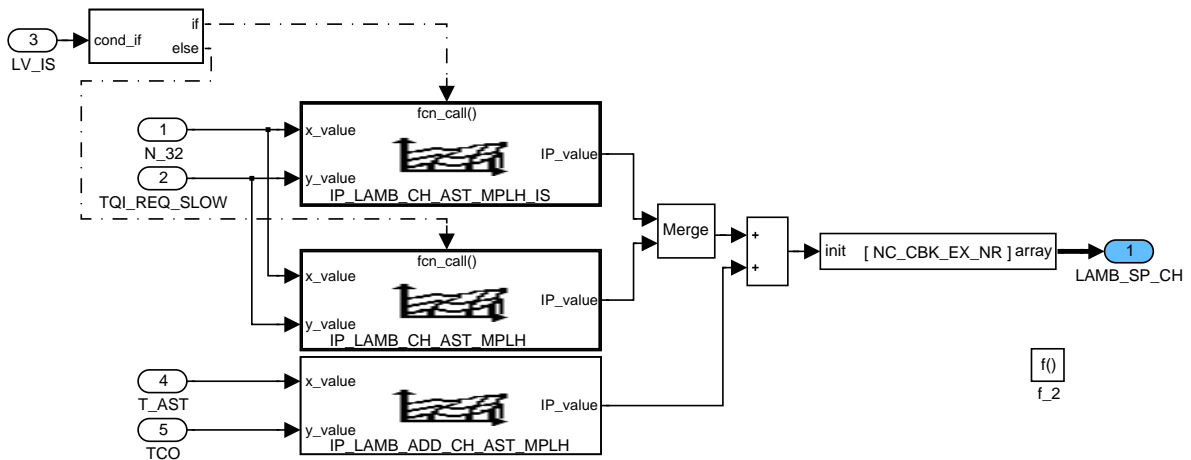 3
LV_IS
cond_if
if
else
fcn_call()
1
N_32
x_value
2
TQI_REQ_SLOW
y_value
IP_value
IP_LAMB_CH_AST_MPLH_IS
fcn_call()
x_value
y_value
IP_value
IP_LAMB_CH_AST_MPLH
Merge
+
+
init [ NC_CBK_EX_NR ] array
1
LAMB_SP_CH
4
T_AST
x_value
5
TCO
y_value
IP_value
IP_LAMB_ADD_CH_AST_MPLH
f()
f_2